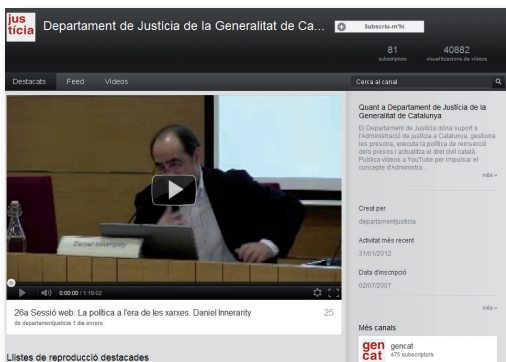 jus
tícia
Departament de Justícia de la Generalitat de Ca...
Subscriu-m'hi
81
subscriptors
40882
visualitzacions de vídeos
Destacats Feed Vídeos
Cerca al canal
Quant a Departament de Justícia de la
Generalitat de Catalunya
El Departament de Justícia dóna suport a
l'Administració de justícia a Catalunya, gestiona
les presons, executa la política de reinserció
dels presos i actualitza el dret civil català.
Publica vídeos a YouTube per impulsar el
concepte d'Administra...
més
Creat per
departamentjusticia
Activitat més recent
31/01/2012
Data d'inscripció
02/07/2007
més
Daniel Innerarity
0:00:00 / 1:19:02
26a Sessió web. La política a l'era de les xarxes. Daniel Innerarity
25
de departamentjusticia 1 dia enrere
Més canals
gen
cat
gencat
475 subscriptors
Llistes de reproducció destacades